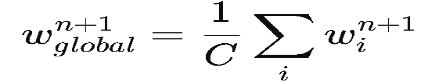 $w_{global}^{n+1} = \frac{1}{C} \sum_{i} w_{i}^{n+1}$